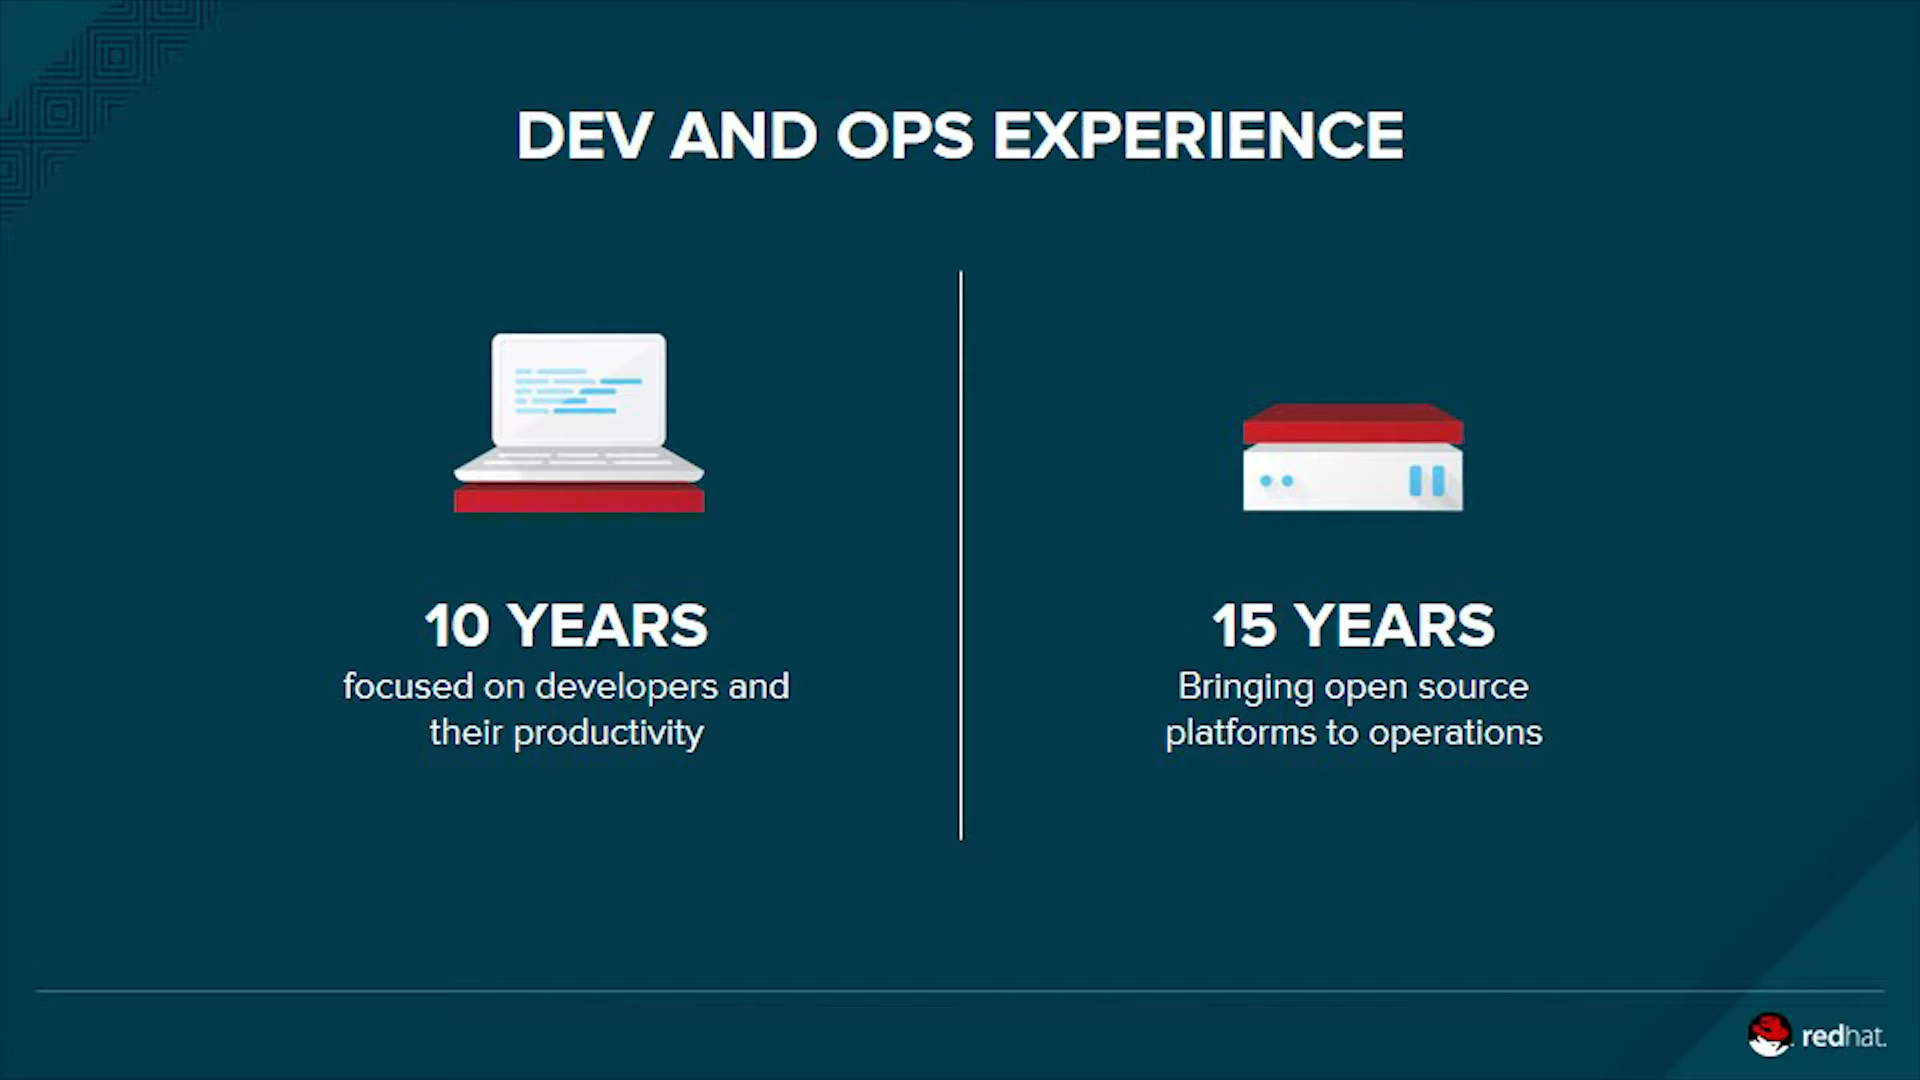 DEV AND OPS EXPERIENCE
10 YEARS
focused on developers and
their productivity
15 YEARS
Bringing open source
platforms to operations
redhat.